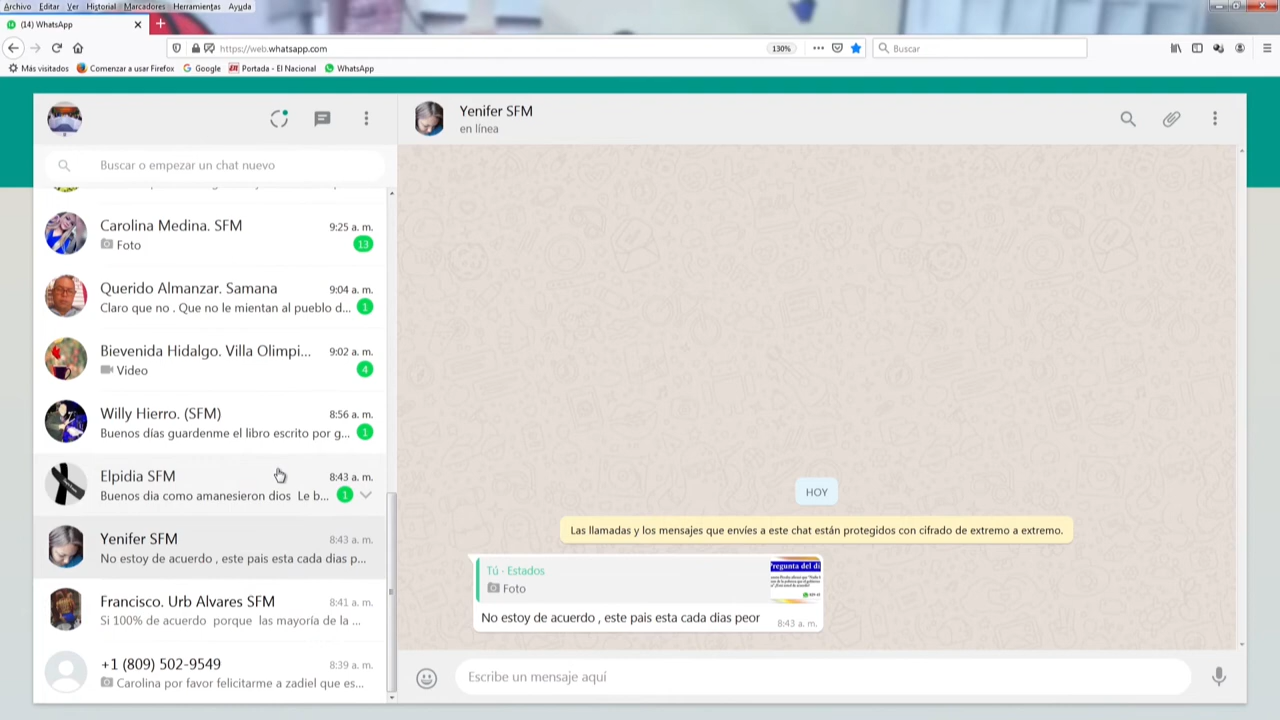 Archivo Editar Ver Historial Marcadores Herramientas Ayuda
(14) WhatsApp
https://web.whatsapp.com
130%
Buscar
Más visitados Comenzar a usar Firefox Google Portada - El Nacional WhatsApp
Yenifer SFM
en línea
Buscar o empezar un chat nuevo
Carolina Medina. SFM 9:25 a. m.
Foto 13
Querido Almanzar. Samana 9:04 a. m.
Claro que no . Que no le mientan al pueblo d... 1
Bievenida Hidalgo. Villa Olimpi... 9:02 a. m.
Video 4
Willy Hierro. (SFM) 8:56 a. m.
Buenos días guardenme el libro escrito por g... 1
Elpidia SFM 8:43 a. m.
Buenos dia como amanesieron dios Le b... 1
Yenifer SFM 8:43 a. m.
No estoy de acuerdo , este pais esta cada dias p...
Francisco. Urb Alvares SFM 8:41 a. m.
Si 100% de acuerdo porque las mayoría de la ...
+1 (809) 502-9549 8:39 a. m.
Carolina por favor felicitarme a zadiel que es...
HOY
Las llamadas y los mensajes que envíes a este chat están protegidos con cifrado de extremo a extremo.
Tú · Estados
Foto
No estoy de acuerdo , este pais esta cada dias peor 8:43 a. m.
Escribe un mensaje aquí